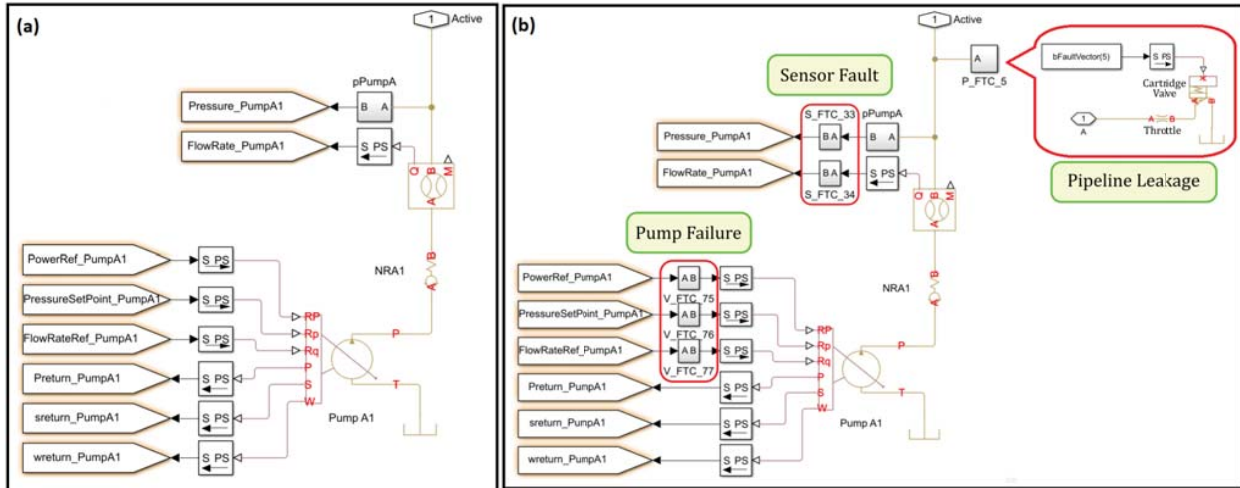 (a)
1
Active
pPumpA
Pressure_PumpA1
B A
FlowRate_PumpA1
S PS
Q B M
A
PowerRef_PumpA1
S PS
B
NRA1
A
PressureSetPoint_PumpA1
S PS
RP
P
FlowRateRef_PumpA1
S PS
Rp
Rq
Preturn_PumpA1
S PS
P
S
T
sreturn_PumpA1
S PS
W
Pump A1
wreturn_PumpA1
S PS
(b)
1
Active
A
P_FTC_5
bFaultVector(5)
S PS
Cartridge
Valve
A B
1
A
Throttle
Pipeline Leakage
Sensor Fault
S_FTC_33
pPumpA
Pressure_PumpA1
B A
B A
FlowRate_PumpA1
B A
S PS
S_FTC_34
Q B M
A
Pump Failure
PowerRef_PumpA1
A B
S PS
B
NRA1
A
V_FTC_75
PressureSetPoint_PumpA1
A B
S PS
RP
P
V_FTC_76
Rp
FlowRateRef_PumpA1
A B
S PS
Rq
V_FTC_77
Preturn_PumpA1
S PS
P
S
T
sreturn_PumpA1
S PS
W
Pump A1
wreturn_PumpA1
S PS